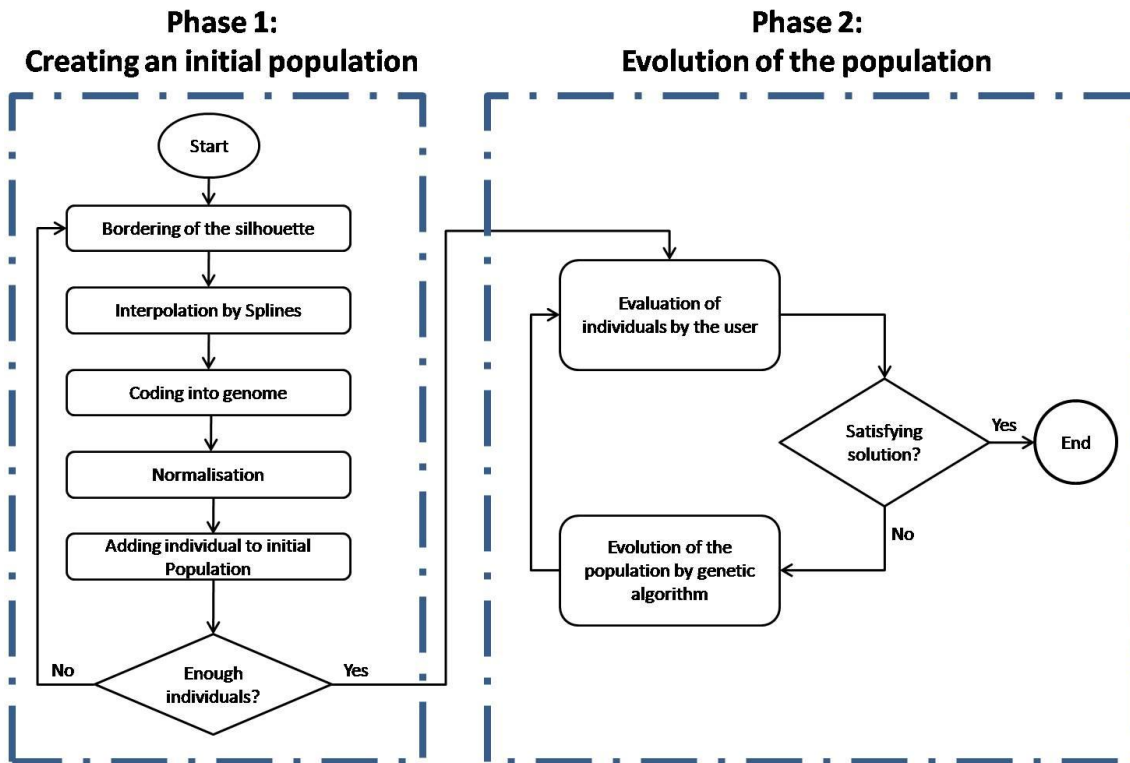 Phase 1:
Creating an initial population
Start
Bordering of the silhouette
Interpolation by Splines
Coding into genome
Normalisation
Adding individual to initial
Population
Enough
individuals?
No
Yes
Phase 2:
Evolution of the population
Evaluation of
individuals by the user
Satisfying
solution?
Yes
End
No
Evolution of the
population by genetic
algorithm